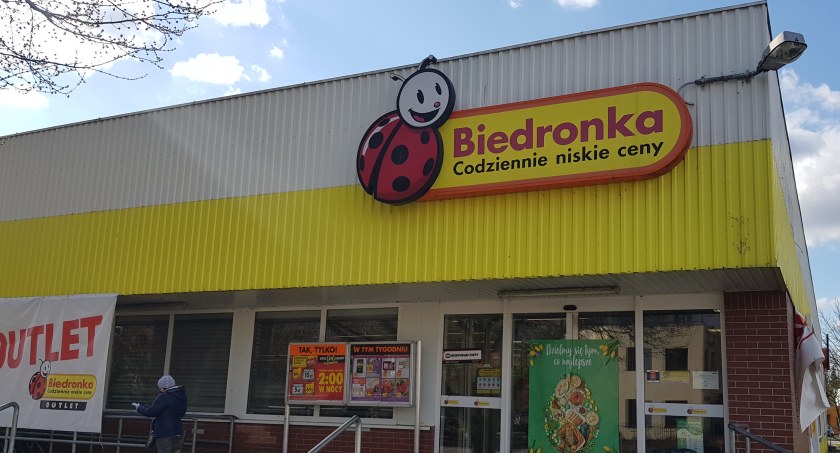 Biedronka
Codziennie niskie ceny
OUTLET
Biedronka
Codziennie niskie ceny
OUTLET
TAK, TYLKO!
2:00
W NOCY
W TYM TYGODNIU
Dzielmy się tym,
co najlepsze